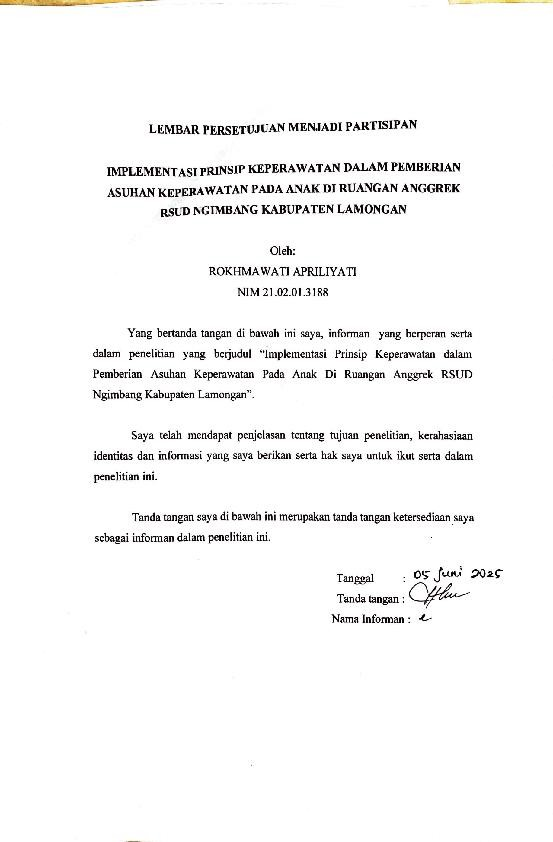 LEMBAR PERSETUJUAN MENJADI PARTISIPAN
IMPLEMENTASI PRINSIP KEPERAWATAN DALAM PEMBERIAN
ASUHAN KEPERAWATAN PADA ANAK DI RUANGAN ANGGREK
RSUD NGIMBANG KABUPATEN LAMONGAN
Oleh:
ROKHMAWATI APRILIYATI
NIM 21.02.01.3188
Yang bertanda tangan di bawah ini saya, informan yang berperan serta
dalam penelitian yang berjudul “Implementasi Prinsip Keperawatan dalam
Pemberian Asuhan Keperawatan Pada Anak Di Ruangan Anggrek RSUD
Ngimbang Kabupaten Lamongan”.
Saya telah mendapat penjelasan tentang tujuan penelitian, kerahasiaan
identitas dan informasi yang saya berikan serta hak saya untuk ikut serta dalam
penelitian ini.
Tanda tangan saya di bawah ini merupakan tanda tangan ketersediaan saya
sebagai informan dalam penelitian ini.
Tanggal : 05 Juni 2025
Tanda tangan :
Nama Informan : e